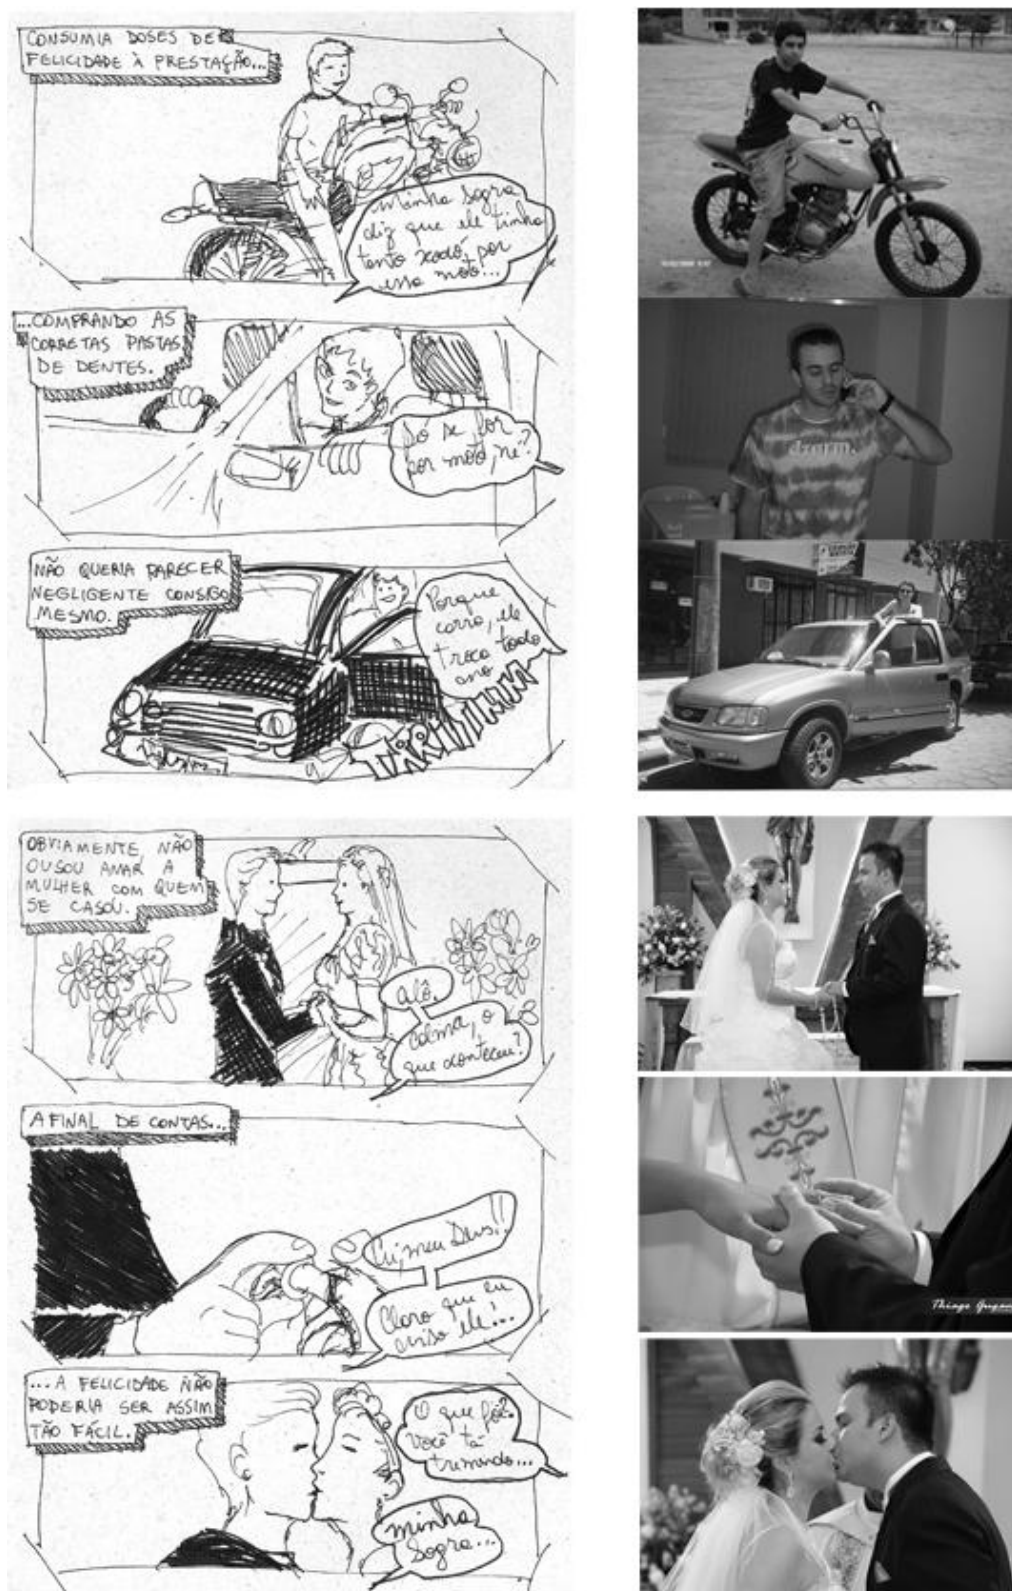 CONSUMIA DOSES DE
FELICIDADE À PRESTAÇÃO...
Minha sogra
diz que ele tinha
tanto xodó por
essa moto...
...COMPRANDO AS
CORRETAS PASTAS
DE DENTES.
Só se for
por moto, né?
NÃO QUERIA PARECER
NEGLIGENTE CONSIGO
MESMO.
Porque
carro, ele
troca todo
ano
OBVIAMENTE NÃO
OUSOU AMAR A
MULHER COM QUEM
SE CASOU.
Alô.
Calma, o
que aconteceu?
AFINAL DE CONTAS...
meu Deus!!
Claro que eu
aviso ele...
...A FELICIDADE NÃO
PODERIA SER ASSIM
TÃO FÁCIL.
O que foi?
Você tá
tremendo...
Minha
Sogra...
Thiago